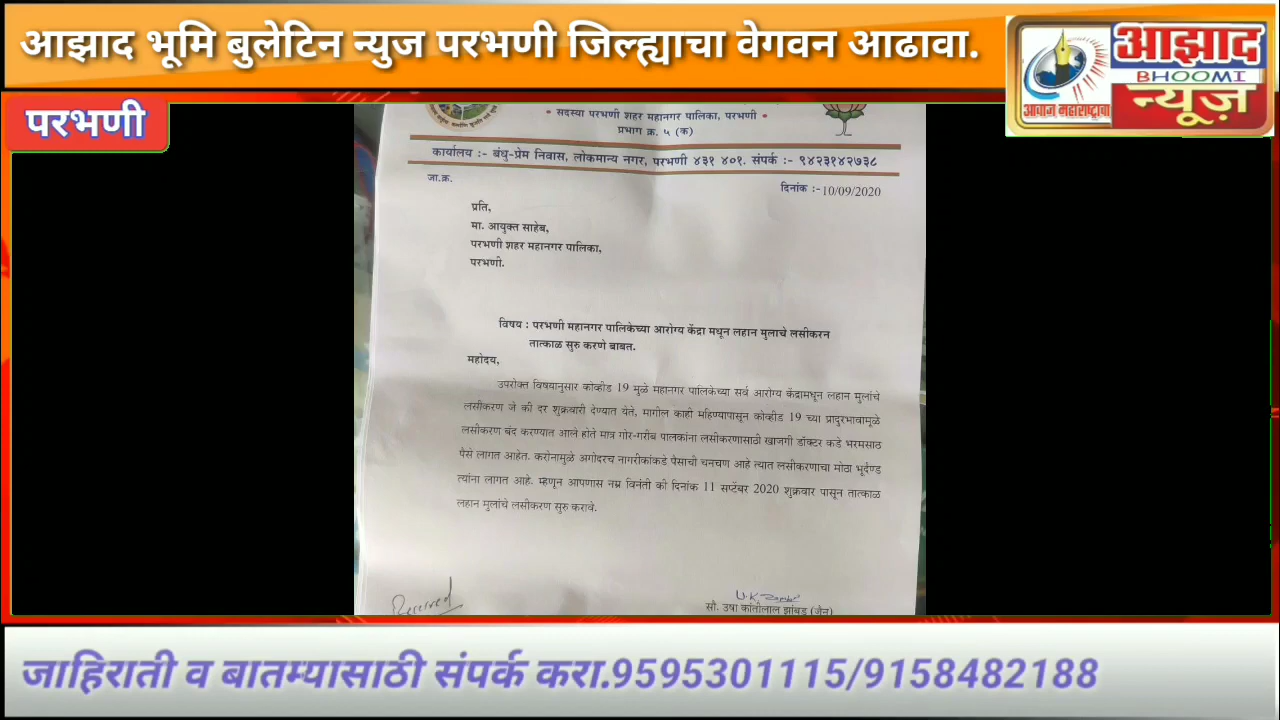 आझाद भूमि बुलेटिन न्युज परभणी जिल्ह्याचा वेगवन आढावा.
आझाद
BHOOMI
न्यूज़
आवाज महाराष्ट्राचा
परभणी
• सदस्या परभणी शहर महानगर पालिका, परभणी •
प्रभाग क्र. ५ (क)
कार्यालय :- बंधु-प्रेम निवास, लोकमान्य नगर, परभणी ४३१ ४०१. संपर्क :- ९४२३१४२७३८
जा.क्र.
दिनांक :-10/09/2020
प्रति,
मा. आयुक्त साहेब,
परभणी शहर महानगर पालिका,
परभणी.
विषय : परभणी महानगर पालिकेच्या आरोग्य केंद्रा मधून लहान मुलाचे लसीकरन
तात्काळ सुरु करणे बाबत.
महोदय,
उपरोक्त विषयानुसार कोव्हीड 19 मुळे महानगर पालिकेच्या सर्व आरोग्य केंद्रामधून लहान मुलांचे
लसीकरण जे की दर शुक्रवारी देण्यात येते, मागील काही महिण्यापासून कोव्हीड 19 च्या प्रादुरभावामूळे
लसीकरण बंद करण्यात आले होते मात्र गोर-गरीब पालकांना लसीकरणासाठी खाजगी डॉक्टर कडे भरमसाठ
पैसे लागत आहेत. करोनामुळे अगोदरच नागरीकांकडे पैसाची चनचण आहे त्यात लसीकरणाचा मोठा भूर्दण्ड
त्यांना लागत आहे. म्हणून आपणास नम्र विनंती की दिनांक 11 सप्टेंबर 2020 शुक्रवार पासून तात्काळ
लहान मुलांचे लसीकरण सुरु करावे.
Received
सौ. उषा कांतीलाल झांबड (जैन)
जाहिराती व बातम्यासाठी संपर्क करा.9595301115/9158482188